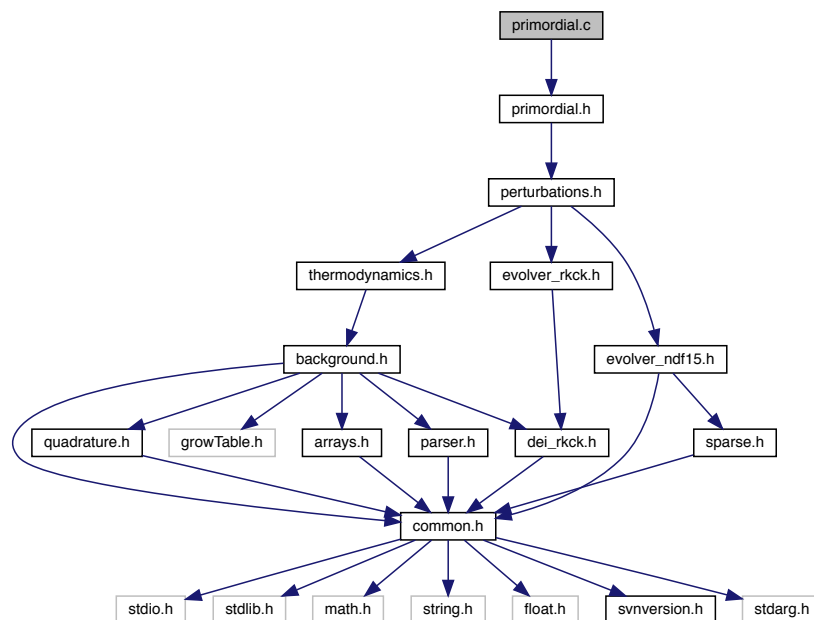 primordial.c
primordial.h
perturbations.h
thermodynamics.h
evolver_rkck.h
background.h
evolver_ndf15.h
quadrature.h
growTable.h
arrays.h
parser.h
dei_rkck.h
sparse.h
common.h
stdio.h
stdlib.h
math.h
string.h
float.h
svnversion.h
stdarg.h